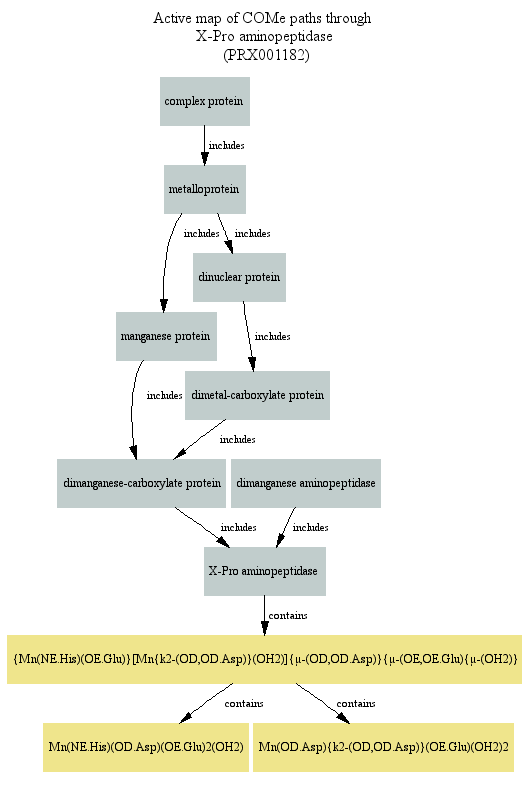 Active map of COMe paths through
X-Pro aminopeptidase
(PRX001182)
complex protein
includes
metalloprotein
includes
includes
dinuclear protein
manganese protein
includes
dimetal-carboxylate protein
includes
includes
dimanganese-carboxylate protein
dimanganese aminopeptidase
includes
includes
X-Pro aminopeptidase
contains
{Mn(NE.His)(OE.Glu)}[Mn{k2-(OD,OD.Asp)}(OH2)]{µ-(OD,OD.Asp)}{µ-(OE,OE.Glu){µ-(OH2)}
contains
contains
Mn(NE.His)(OD.Asp)(OE.Glu)2(OH2)
Mn(OD.Asp){k2-(OD,OD.Asp)}(OE.Glu)(OH2)2